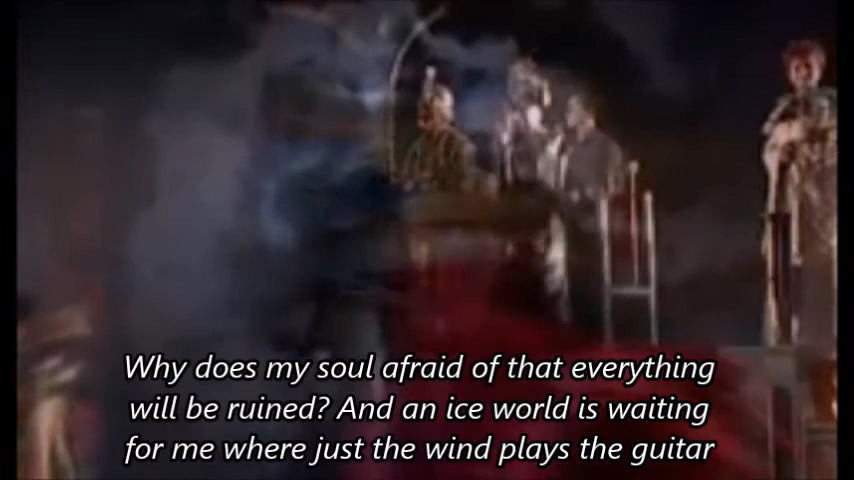 Why does my soul afraid of that everything
will be ruined? And an ice world is waiting
for me where just the wind plays the guitar